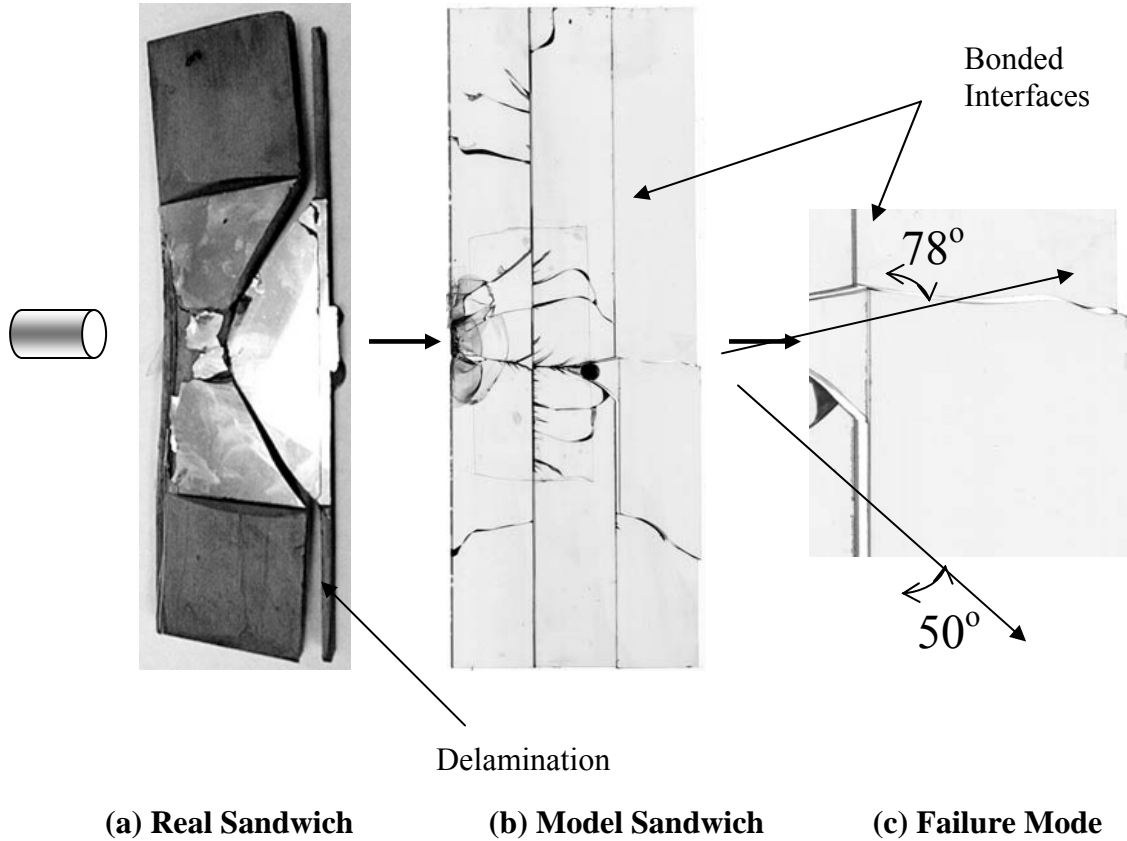 Bonded
Interfaces
78°
50°
Delamination
(a) Real Sandwich
(b) Model Sandwich
(c) Failure Mode